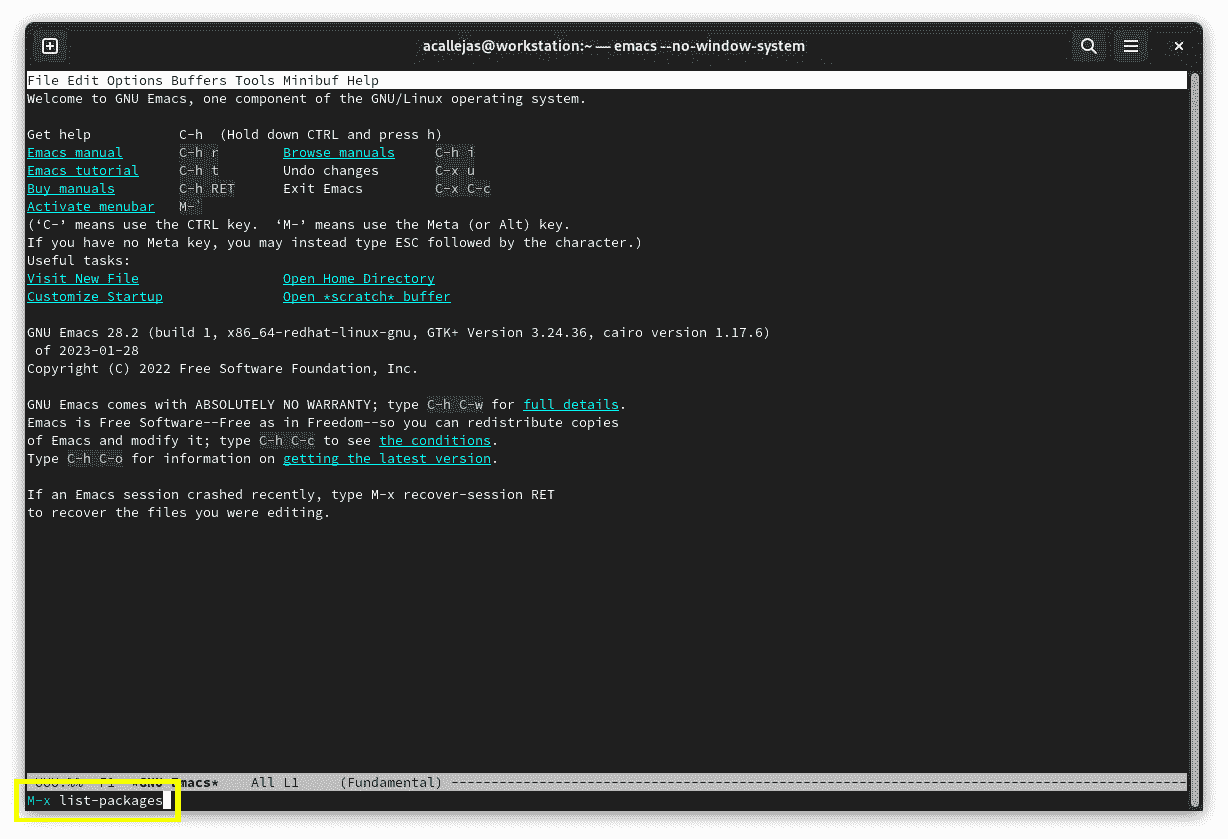 acallejas@workstation:~ — emacs --no-window-system
File Edit Options Buffers Tools Minibuf Help
Welcome to GNU Emacs, one component of the GNU/Linux operating system.
Get help C-h (Hold down CTRL and press h)
Emacs manual C-h r Browse manuals C-h i
Emacs tutorial C-h t Undo changes C-x u
Buy manuals C-h RET Exit Emacs C-x C-c
Activate menubar M-`
(‘C-’ means use the CTRL key. ‘M-’ means use the Meta (or Alt) key.
If you have no Meta key, you may instead type ESC followed by the character.)
Useful tasks:
Visit New File Open Home Directory
Customize Startup Open *scratch* buffer
GNU Emacs 28.2 (build 1, x86_64-redhat-linux-gnu, GTK+ Version 3.24.36, cairo version 1.17.6)
of 2023-01-28
Copyright (C) 2022 Free Software Foundation, Inc.
GNU Emacs comes with ABSOLUTELY NO WARRANTY; type C-h C-w for full details.
Emacs is Free Software--Free as in Freedom--so you can redistribute copies
of Emacs and modify it; type C-h C-c to see the conditions.
Type C-h C-o for information on getting the latest version.
If an Emacs session crashed recently, type M-x recover-session RET
to recover the files you were editing.
F1 *GNU Emacs* All L1 (Fundamental)
M-x list-packages